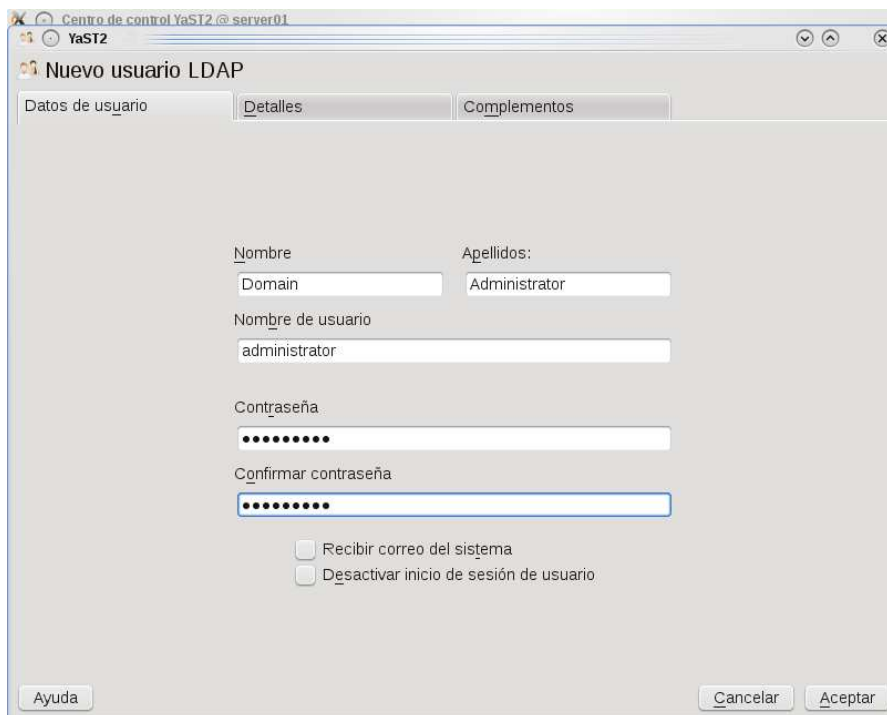 Centro de control YaST2 @ server01
YaST2
Nuevo usuario LDAP
Datos de usuario Detalles Complementos
Nombre Apellidos:
Domain Administrator
Nombre de usuario
administrator
Contraseña
•••••••••
Confirmar contraseña
•••••••••
Recibir correo del sistema
Desactivar inicio de sesión de usuario
Ayuda Cancelar Aceptar